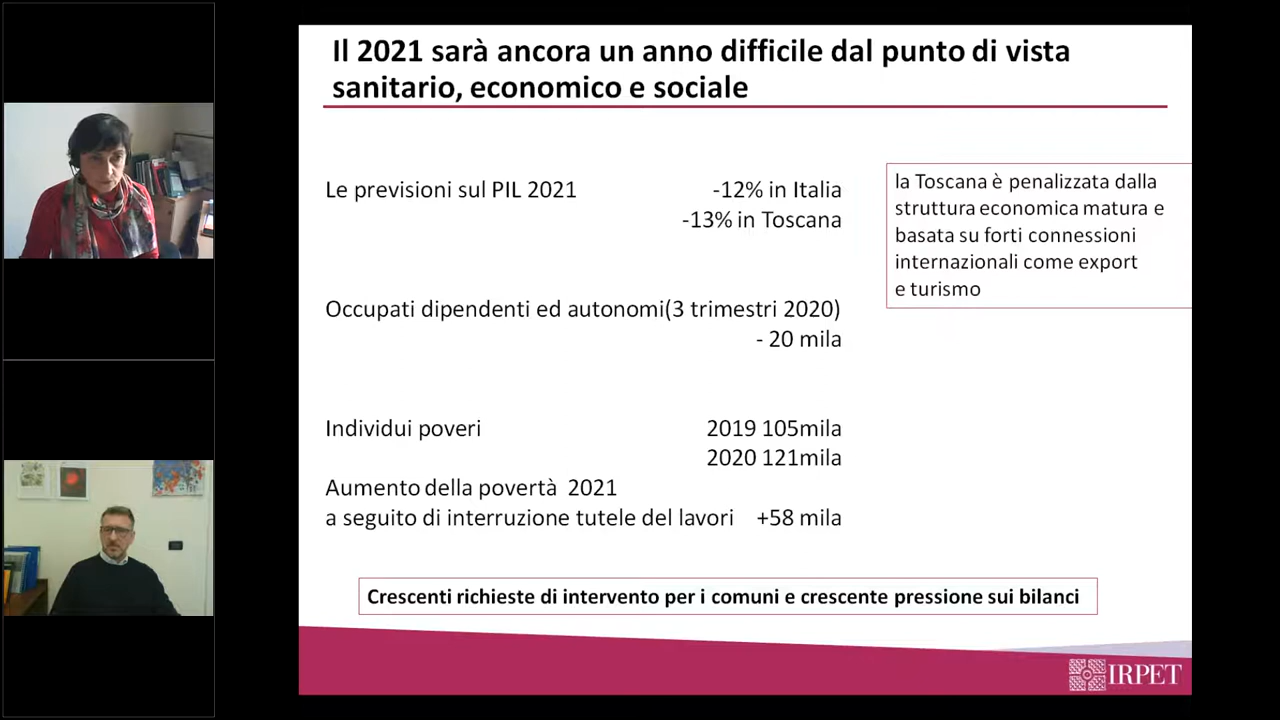 Il 2021 sarà ancora un anno difficile dal punto di vista
sanitario, economico e sociale
Le previsioni sul PIL 2021 -12% in Italia
-13% in Toscana
la Toscana è penalizzata dalla
struttura economica matura e
basata su forti connessioni
internazionali come export
e turismo
Occupati dipendenti ed autonomi(3 trimestri 2020)
- 20 mila
Individui poveri 2019 105mila
2020 121mila
Aumento della povertà 2021
a seguito di interruzione tutele del lavori +58 mila
Crescenti richieste di intervento per i comuni e crescente pressione sui bilanci
IRPET